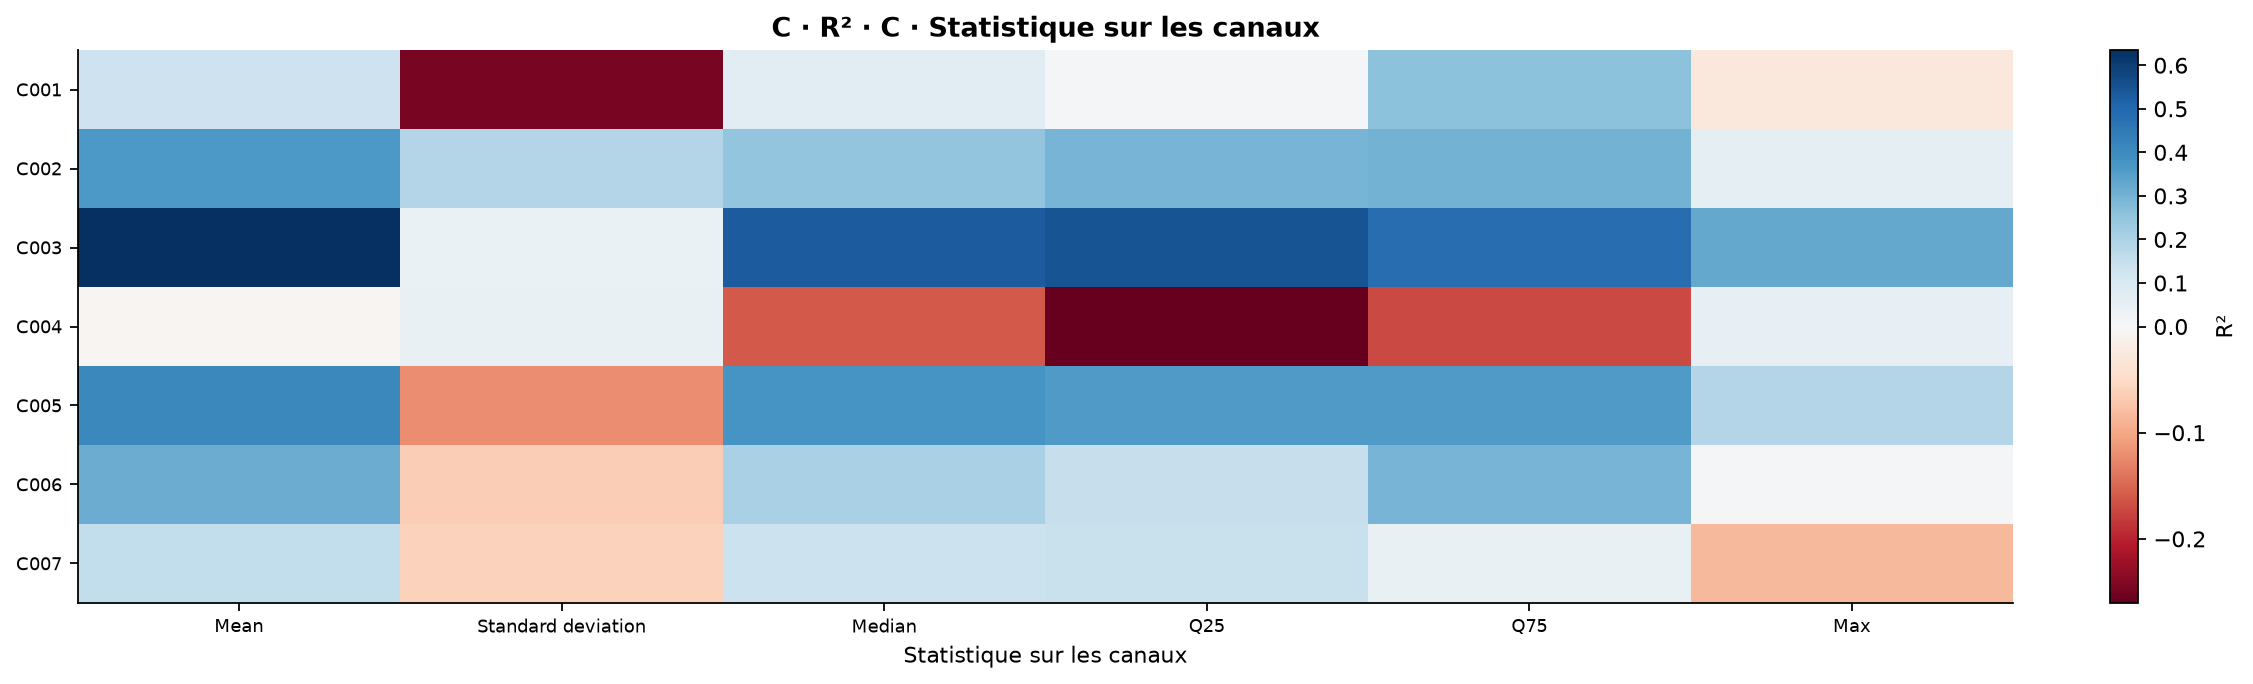 C · R² · C · Statistique sur les canaux
C001
C002
C003
C004
C005
C006
C007
Mean
Standard deviation
Median
Q25
Q75
Max
Statistique sur les canaux
0.6
0.5
0.4
0.3
0.2
0.1
0.0
−0.1
−0.2
R²